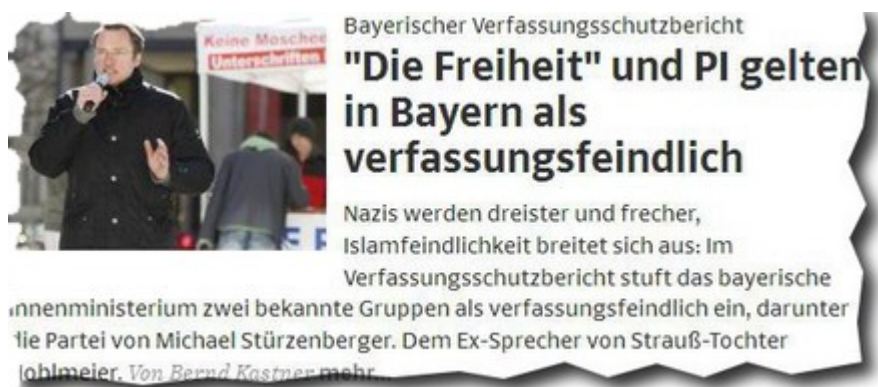 Keine Moschee
Unterschriften
Bayerischer Verfassungsschutzbericht
"Die Freiheit" und PI gelten
in Bayern als
verfassungsfeindlich
Nazis werden dreister und frecher,
Islamfeindlichkeit breitet sich aus: Im
Verfassungsschutzbericht stuft das bayerische
nnenministerium zwei bekannte Gruppen als verfassungsfeindlich ein, darunter
die Partei von Michael Stürzenberger. Dem Ex-Sprecher von Strauß-Tochter
ohlmeier. Von Bernd Kastner mehr...